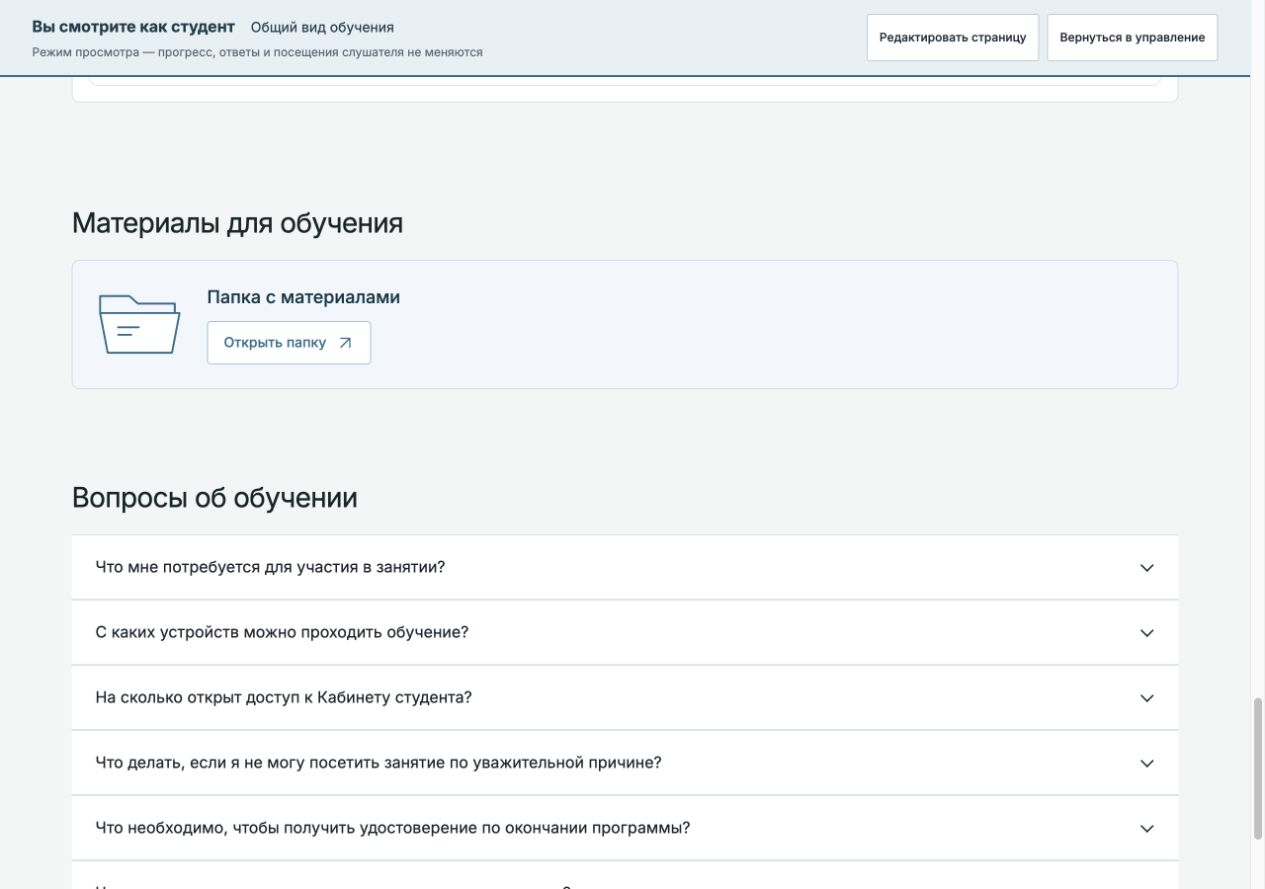 Вы смотрите как студент Общий вид обучения
Режим просмотра — прогресс, ответы и посещения слушателя не меняются
Редактировать страницу
Вернуться в управление
Материалы для обучения
Папка с материалами
Открыть папку
Вопросы об обучении
Что мне потребуется для участия в занятии?
С каких устройств можно проходить обучение?
На сколько открыт доступ к Кабинету студента?
Что делать, если я не могу посетить занятие по уважительной причине?
Что необходимо, чтобы получить удостоверение по окончании программы?